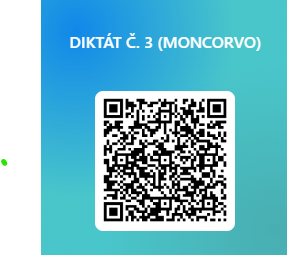 DIKTÁT Č. 3 (MONCORVO)